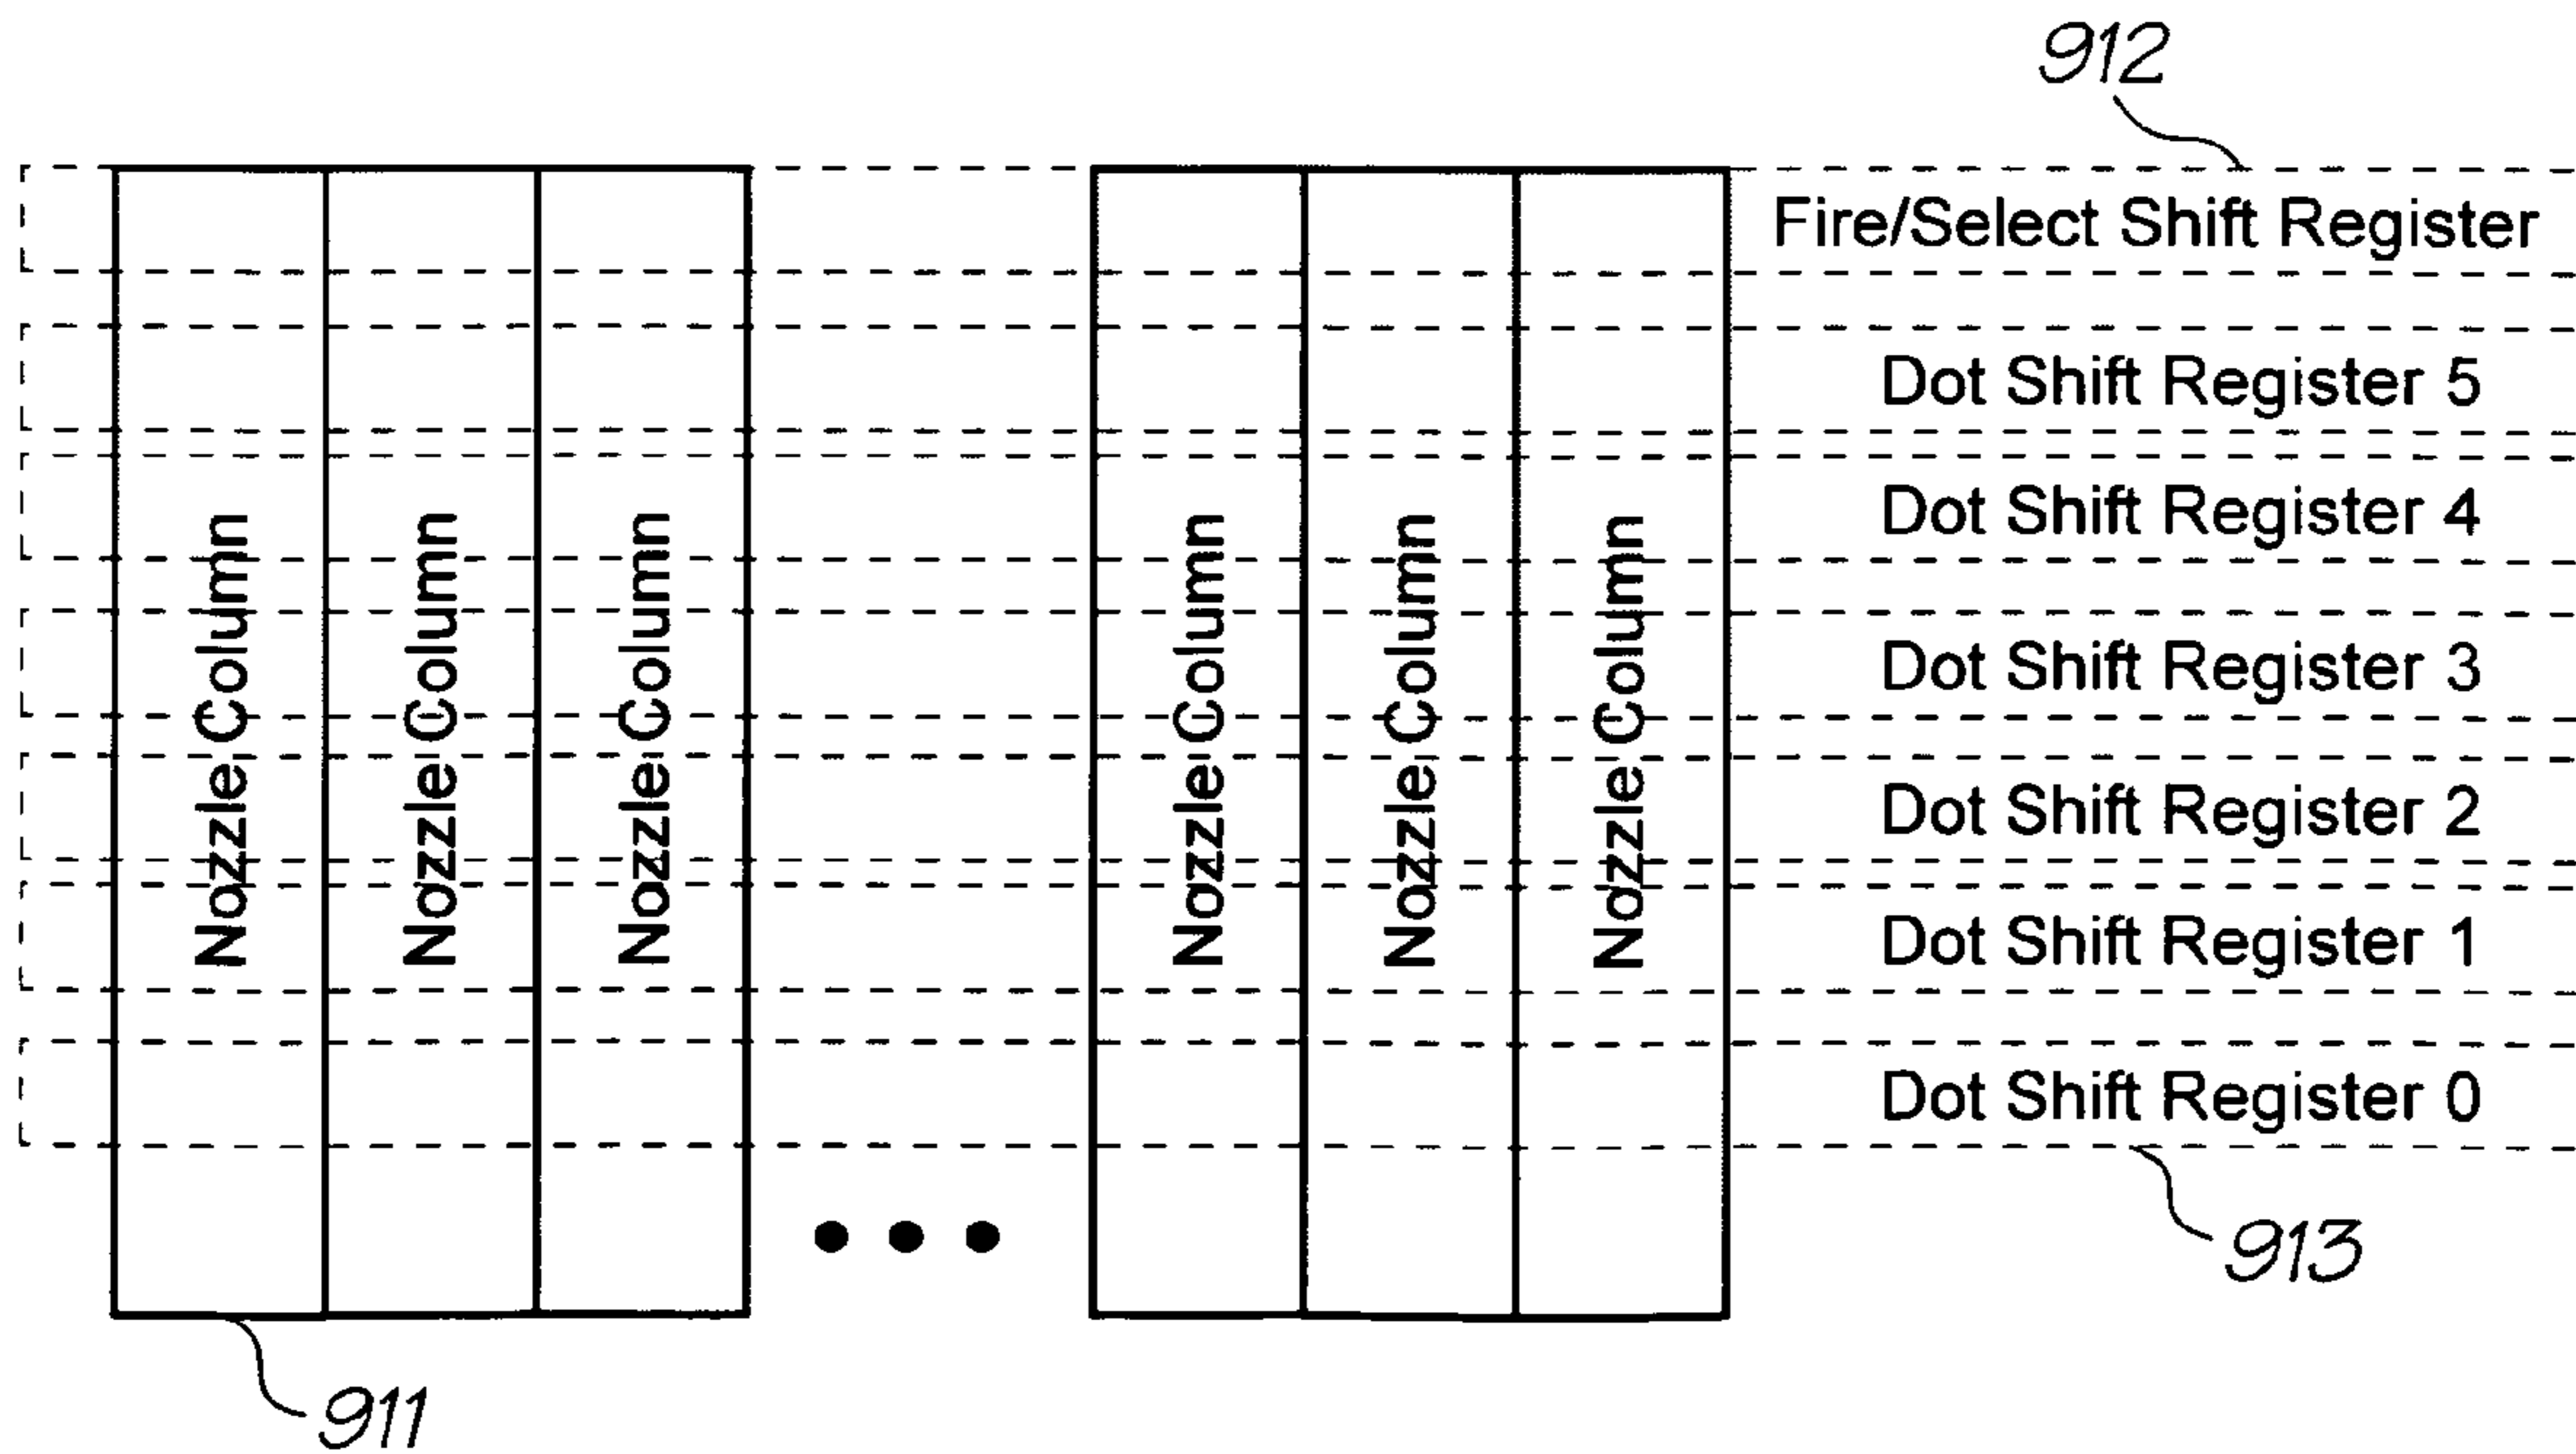 912
Fire/Select Shift Register
Dot Shift Register 5
Dot Shift Register 4
Dot Shift Register 3
Dot Shift Register 2
Dot Shift Register 1
Dot Shift Register 0
Nozzle Column
Nozzle Column
Nozzle Column
Nozzle Column
Nozzle Column
Nozzle Column
913
911